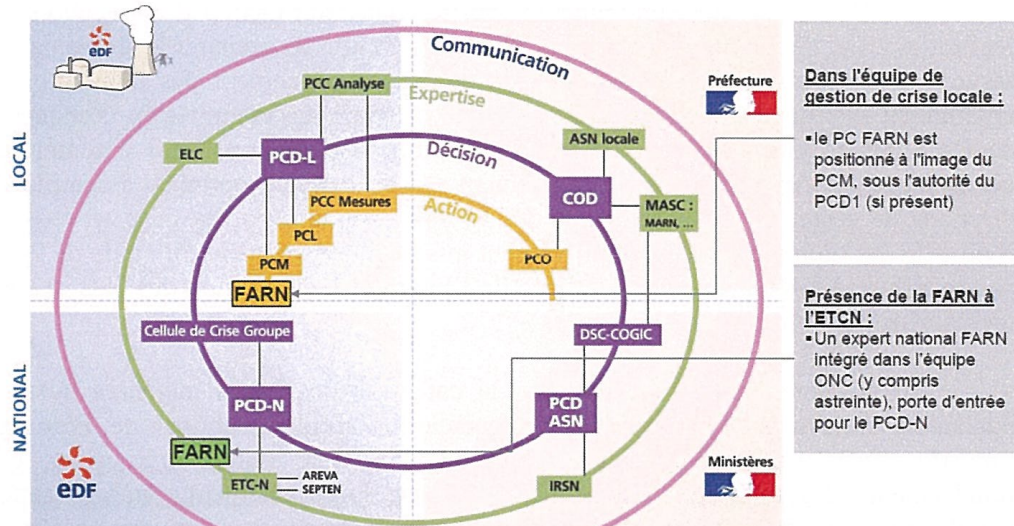 eDF
Communication
PCC Analyse
Expertise
Préfecture
LOCAL
ELC
PCD-L
Décision
ASN locale
PCC Mesures
Action
COD
MASC :
MARN, ...
PCL
PCM
PCO
FARN
Cellule de Crise Groupe
DSC-COGIC
NATIONAL
PCD-N
PCD
ASN
FARN
ETC-N
AREVA
SEPTEN
IRSN
Ministères
eDF
Dans l'équipe de
gestion de crise locale :
▪le PC FARN est
positionné à l'image du
PCM, sous l'autorité du
PCD1 (si présent)
Présence de la FARN à
l'ETCN :
▪Un expert national FARN
intégré dans l'équipe
ONC (y compris
astreinte), porte d'entrée
pour le PCD-N